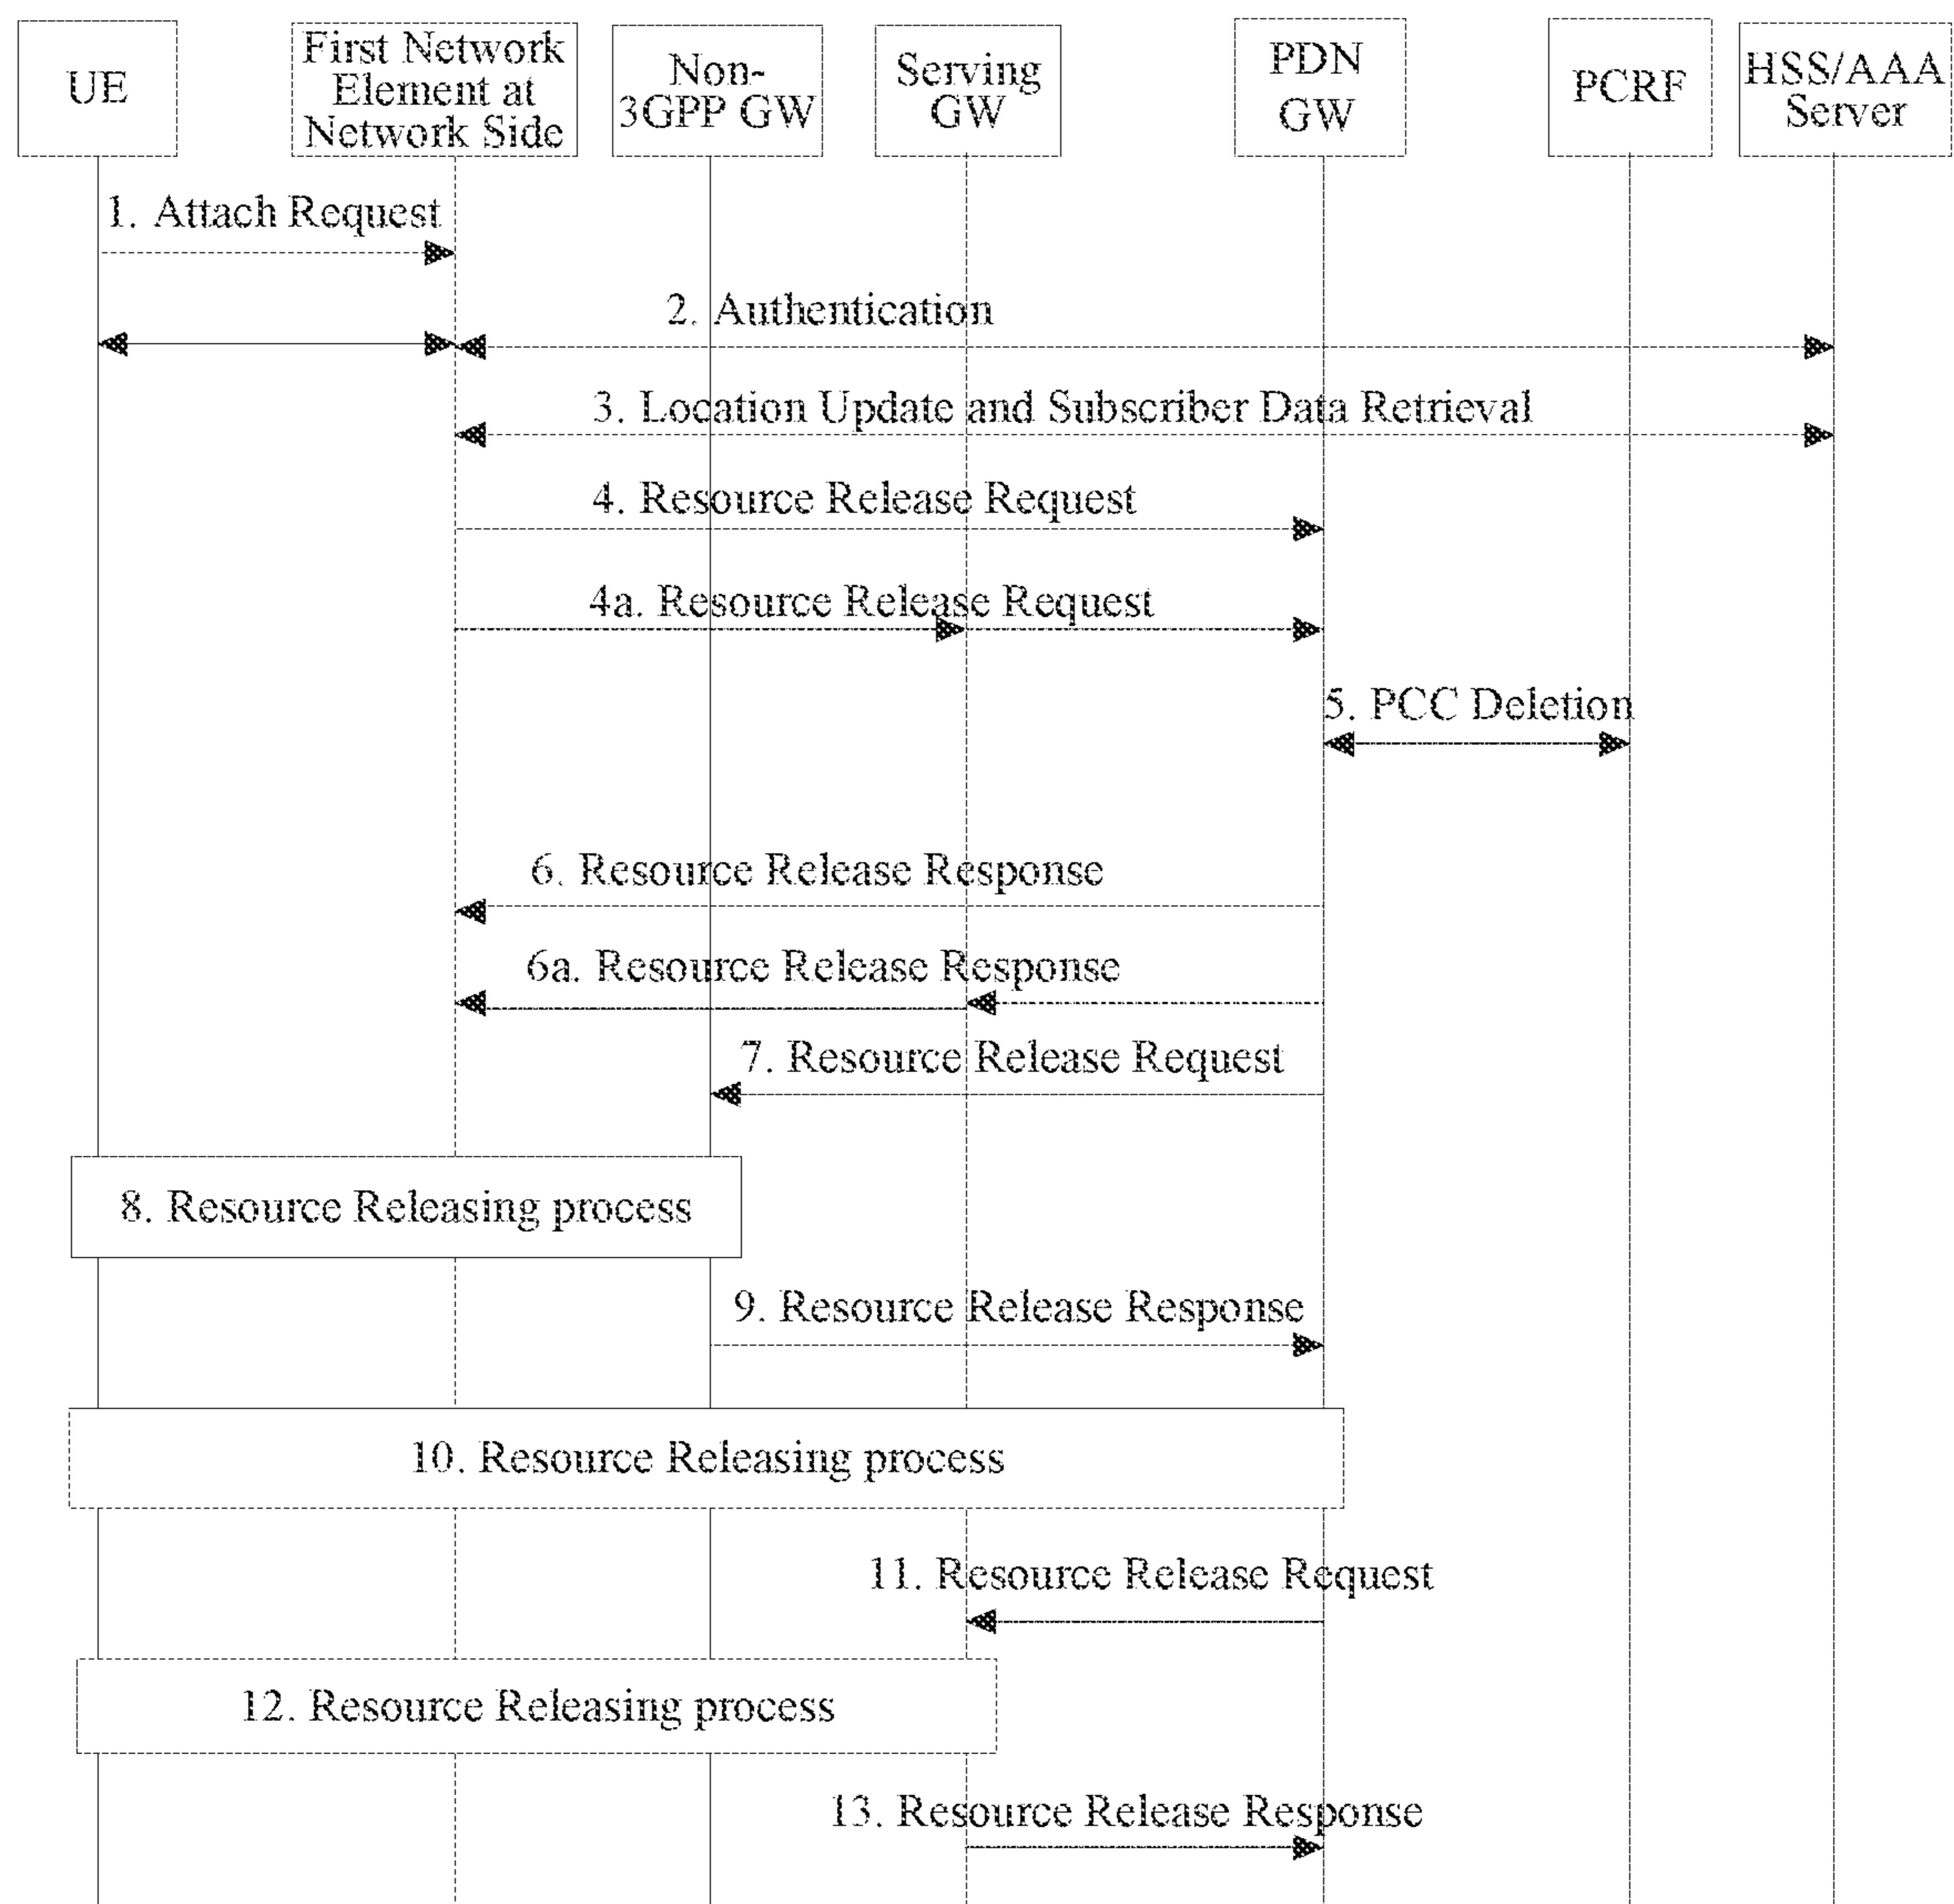 UE
First Network
Element at
Network Side
Non-
3GPP GW
Serving
GW
PDN
GW
PCRF
HSS/AAA
Server
1. Attach Request
2. Authentication
3. Location Update and Subscriber Data Retrieval
4. Resource Release Request
4a. Resource Release Request
5. PCC Deletion
6. Resource Release Response
6a. Resource Release Response
7. Resource Release Request
8. Resource Releasing process
9. Resource Release Response
10. Resource Releasing process
11. Resource Release Request
12. Resource Releasing process
13. Resource Release Response